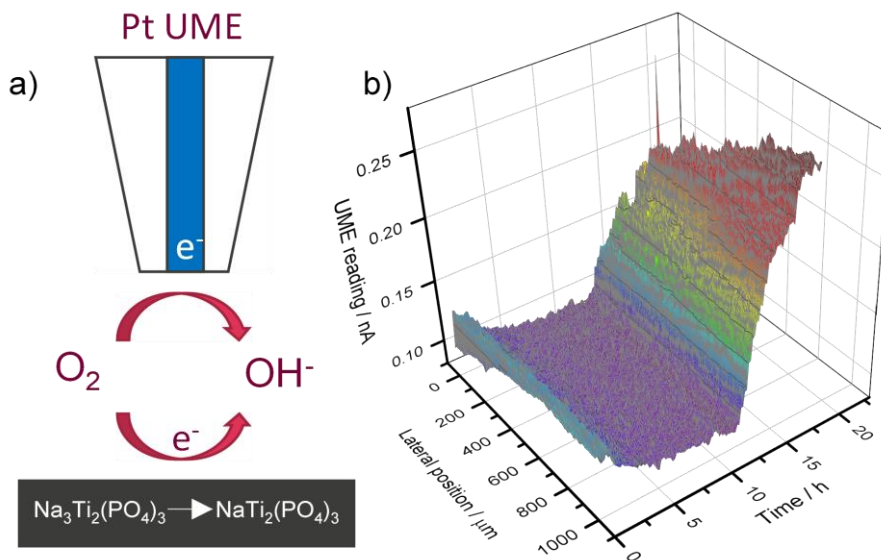 Pt UME
a)
e-
O₂
OH-
e-
Na₃Ti₂(PO₄)₃→NaTi₂(PO₄)₃
b)
UME reading / nA
0.25
0.20
0.15
0.10
0
200
400
600
800
1000
Lateral position / μm
0
5
10
15
20
Time / h